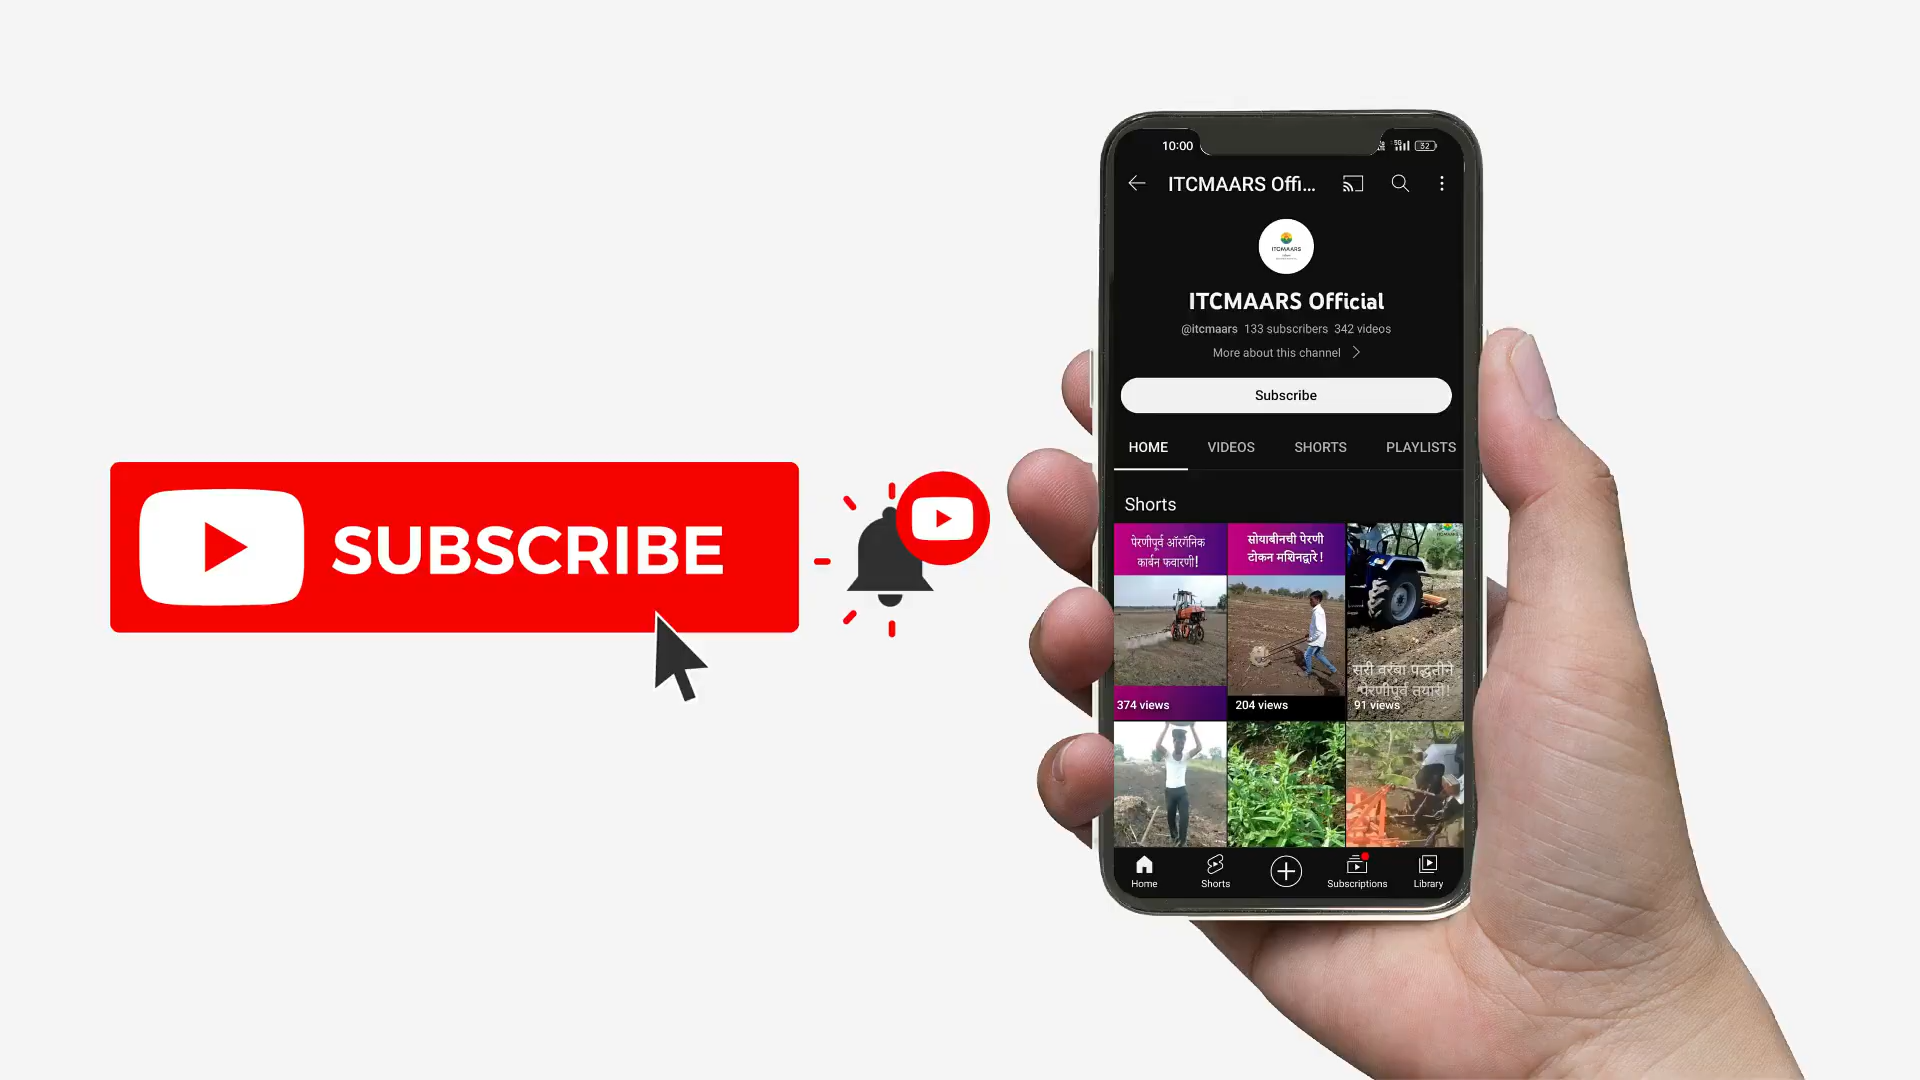 SUBSCRIBE
10:00
32
ITCMAARS Offi...
ITCMAARS
ITCMAARS Official
@itcmaars 133 subscribers 342 videos
More about this channel
Subscribe
HOME VIDEOS SHORTS PLAYLISTS
Shorts
पेरणीपूर्व ऑरगॅनिक
कार्बन फवारणी!
374 views
सोयाबीनची पेरणी
टोकन मशिनद्वारे!
204 views
सरी वरंबा पद्धतीने
पेरणीपूर्व तयारी!
91 views
Home Shorts Subscriptions Library